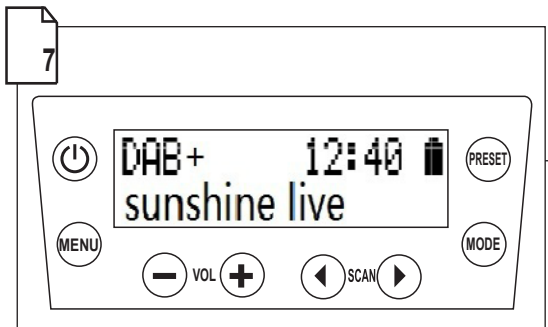 7
DAB+ 12:40
sunshine live
PRESET
MENU
MODE
VOL
SCAN